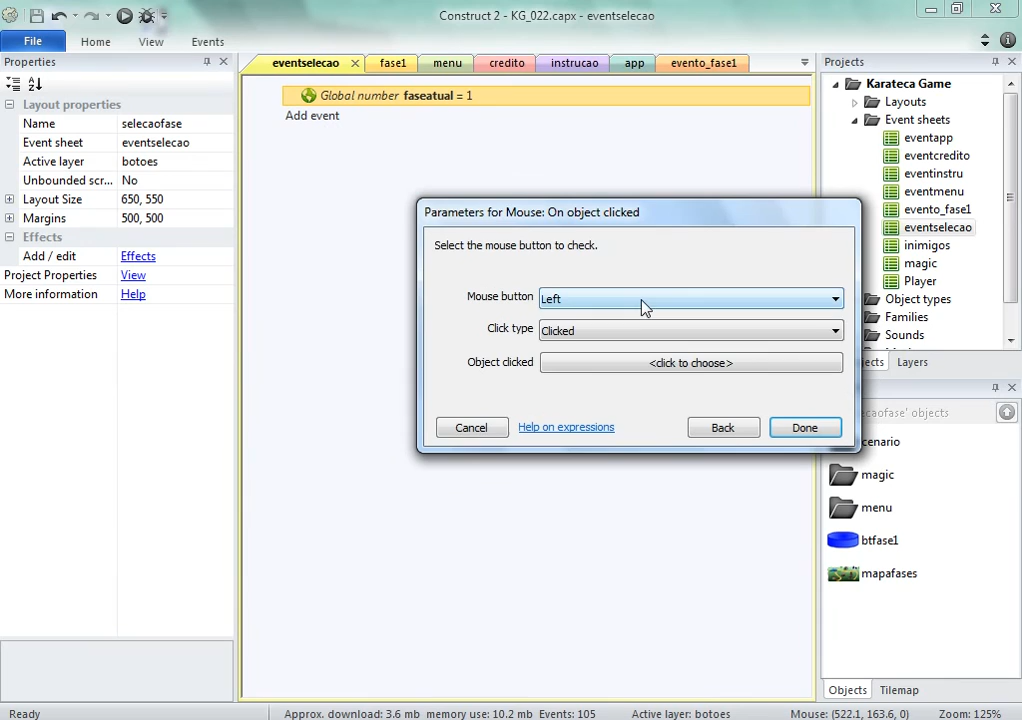 Construct 2 - KG_022.capx - eventselecao
File
Home
View
Events
Properties
Layout properties
Name selecaofase
Event sheet eventselecao
Active layer botoes
Unbounded scr... No
Layout Size 650, 550
Margins 500, 500
Effects
Add / edit Effects
Project Properties View
More information Help
eventselecao
fase1
menu
credito
instrucao
app
evento_fase1
Global number faseatual = 1
Add event
Parameters for Mouse: On object clicked
Select the mouse button to check.
Mouse button Left
Click type Clicked
Object clicked <click to choose>
Cancel
Help on expressions
Back
Done
Projects
Karateca Game
Layouts
Event sheets
eventapp
eventcredito
eventinstru
eventmenu
evento_fase1
eventselecao
inimigos
magic
Player
Object types
Families
Sounds
ects
Layers
ecaofase' objects
cenario
magic
menu
btfase1
mapafases
Objects
Tilemap
Ready
Approx. download: 3.6 mb memory use: 10.2 mb Events: 105
Active layer: botoes
Mouse: (522.1, 163.6, 0)
Zoom: 125%